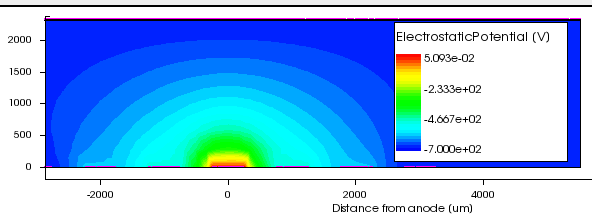 ElectrostaticPotential (V)
5.093e-02
-2.333e+02
-4.667e+02
-7.000e+02
2000
1500
1000
500
0
-2000 0 2000 4000
Distance from anode (um)